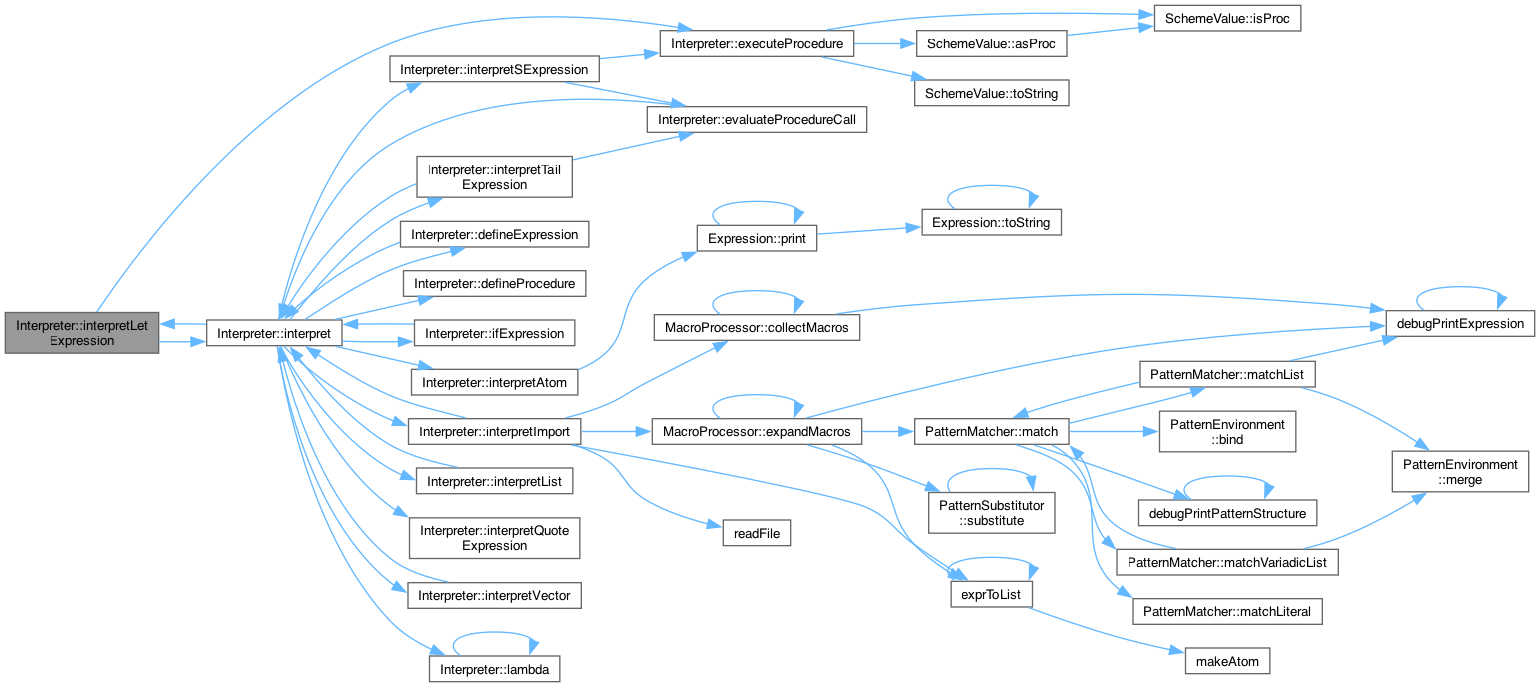 Interpreter::interpretLet
Expression
Interpreter::interpret
Interpreter::interpretSExpression
Interpreter::executeProcedure
SchemeValue::isProc
SchemeValue::asProc
SchemeValue::toString
Interpreter::evaluateProcedureCall
Interpreter::interpretTail
Expression
Interpreter::defineExpression
Interpreter::defineProcedure
Interpreter::ifExpression
Interpreter::interpretAtom
Expression::print
Expression::toString
Interpreter::interpretImport
MacroProcessor::collectMacros
debugPrintExpression
MacroProcessor::expandMacros
PatternMatcher::match
PatternMatcher::matchList
PatternEnvironment
::bind
PatternEnvironment
::merge
debugPrintPatternStructure
PatternMatcher::matchVariadicList
PatternMatcher::matchLiteral
PatternSubstitutor
::substitute
readFile
exprToList
makeAtom
Interpreter::interpretList
Interpreter::interpretQuote
Expression
Interpreter::interpretVector
Interpreter::lambda